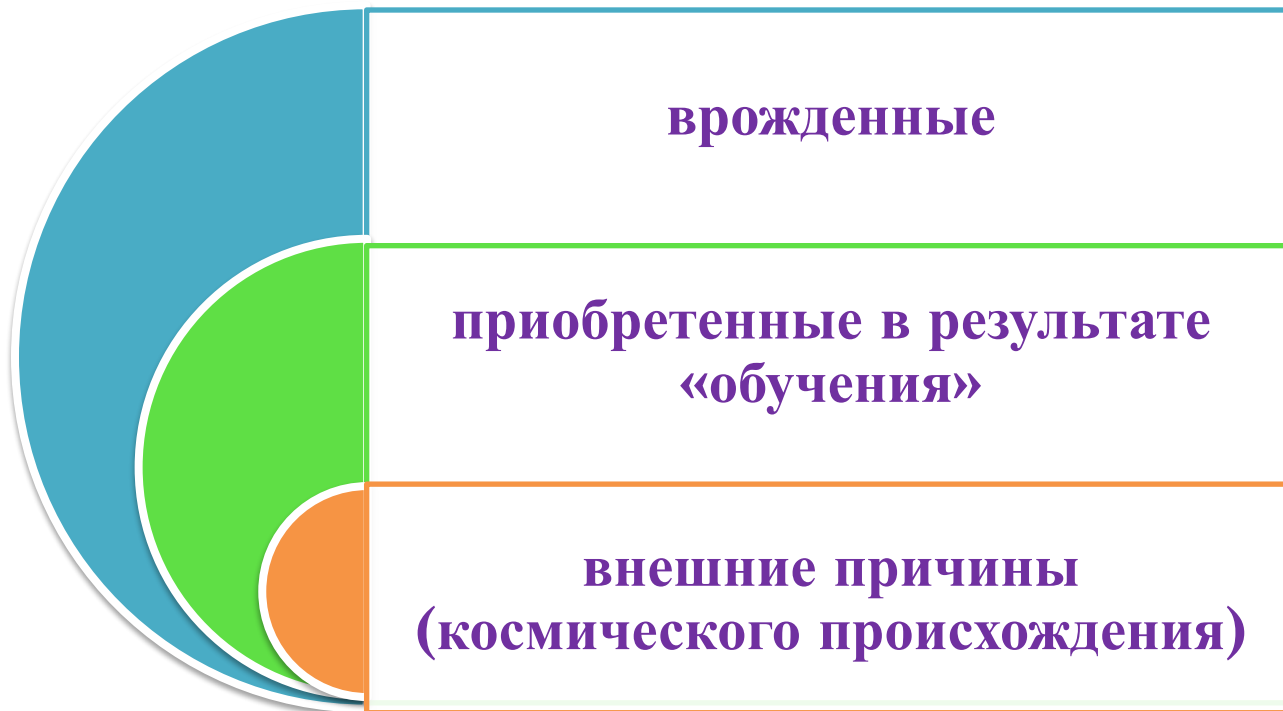 врожденные
приобретенные в результате
«обучения»
внешние причины
(космического происхождения)